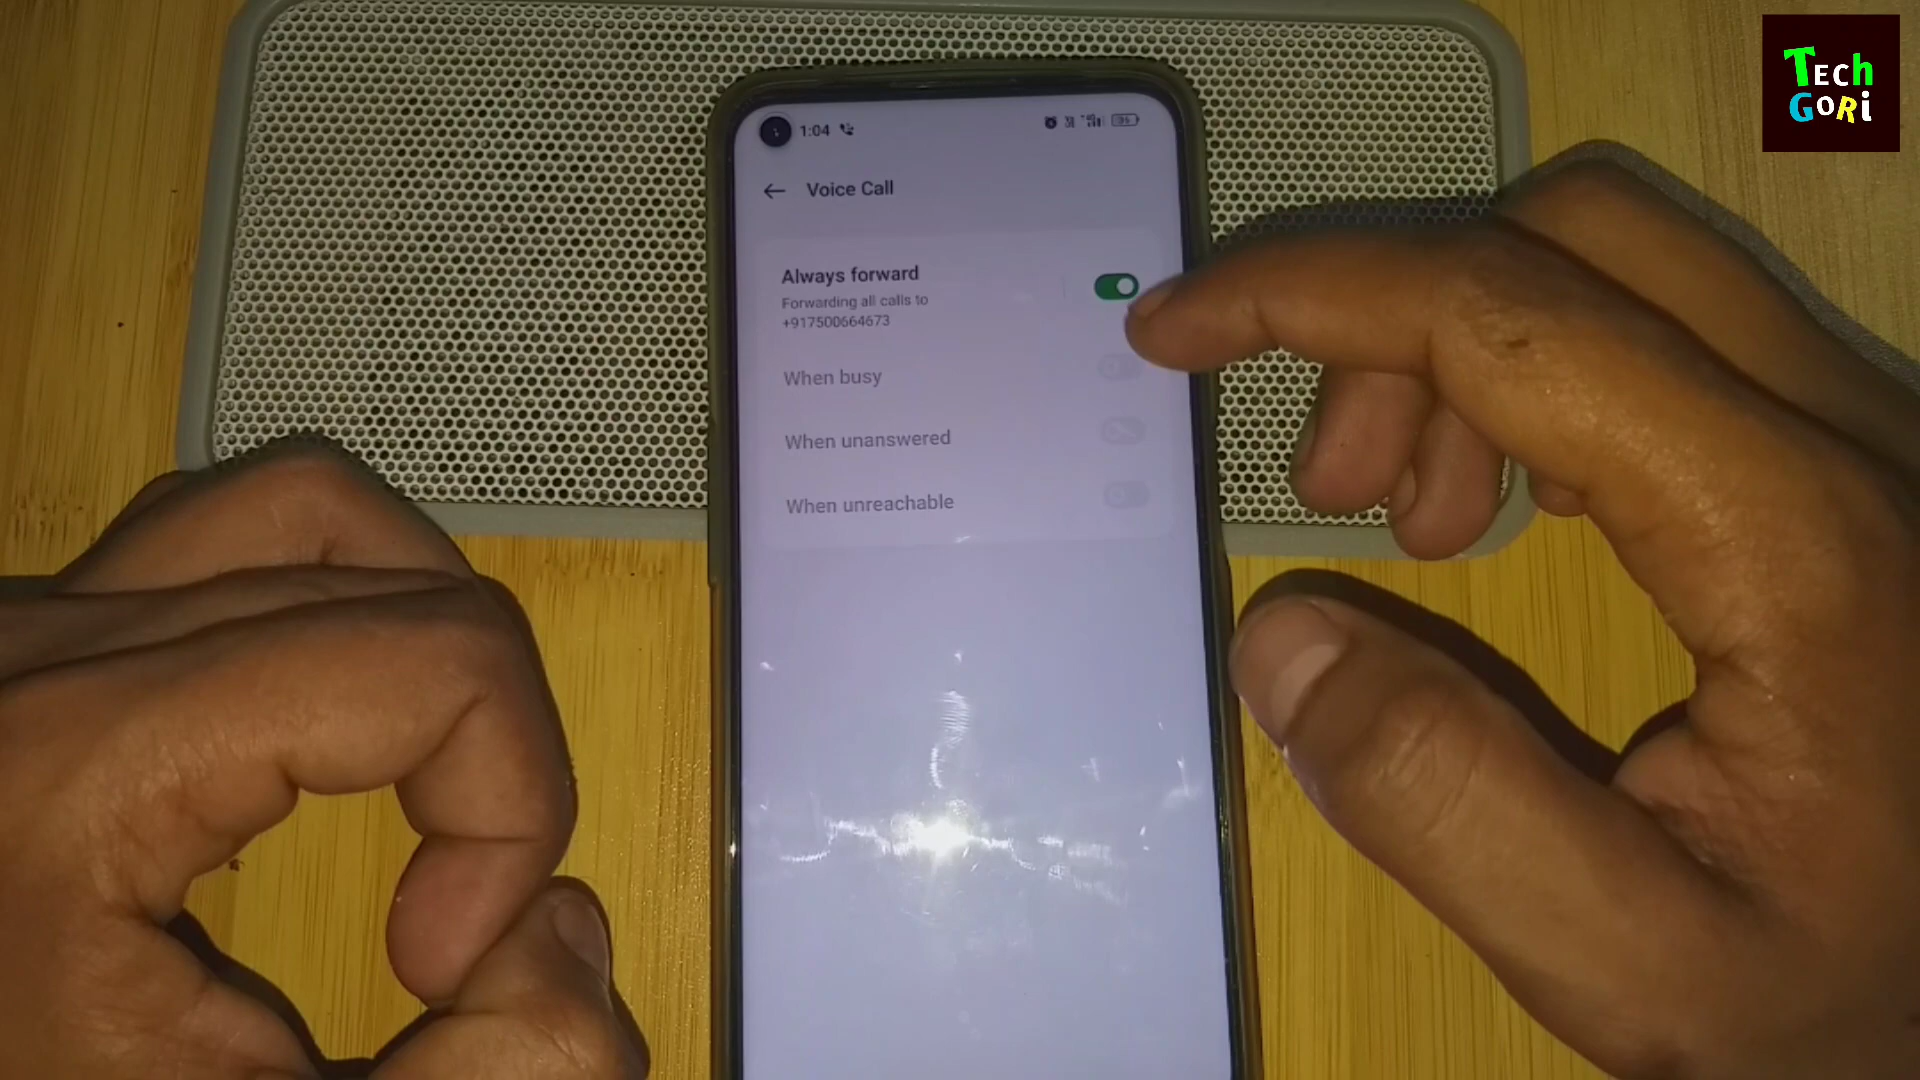 Tech
GoRi
1:04
Voice Call
Always forward
Forwarding all calls to
+917500664673
When busy
When unanswered
When unreachable